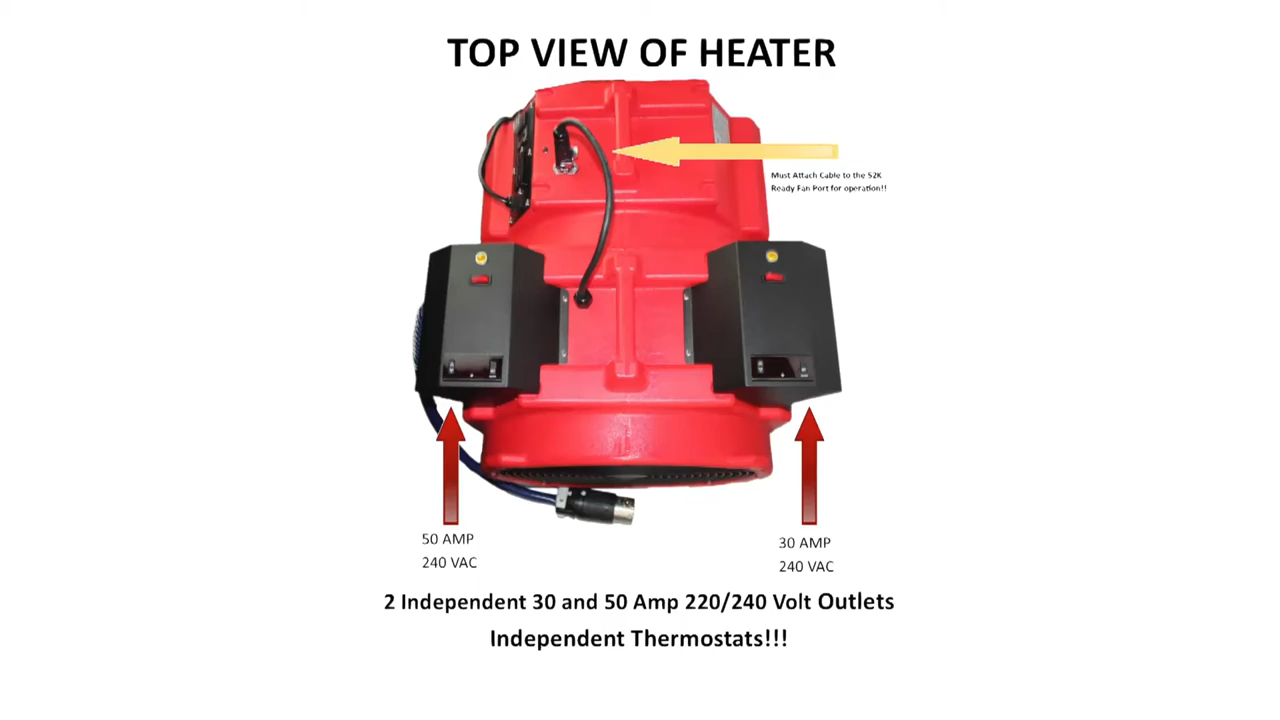 TOP VIEW OF HEATER
Must Attach Cable to the S2K
Ready Fan Port for operation!!
50 AMP
240 VAC
30 AMP
240 VAC
2 Independent 30 and 50 Amp 220/240 Volt Outlets
Independent Thermostats!!!